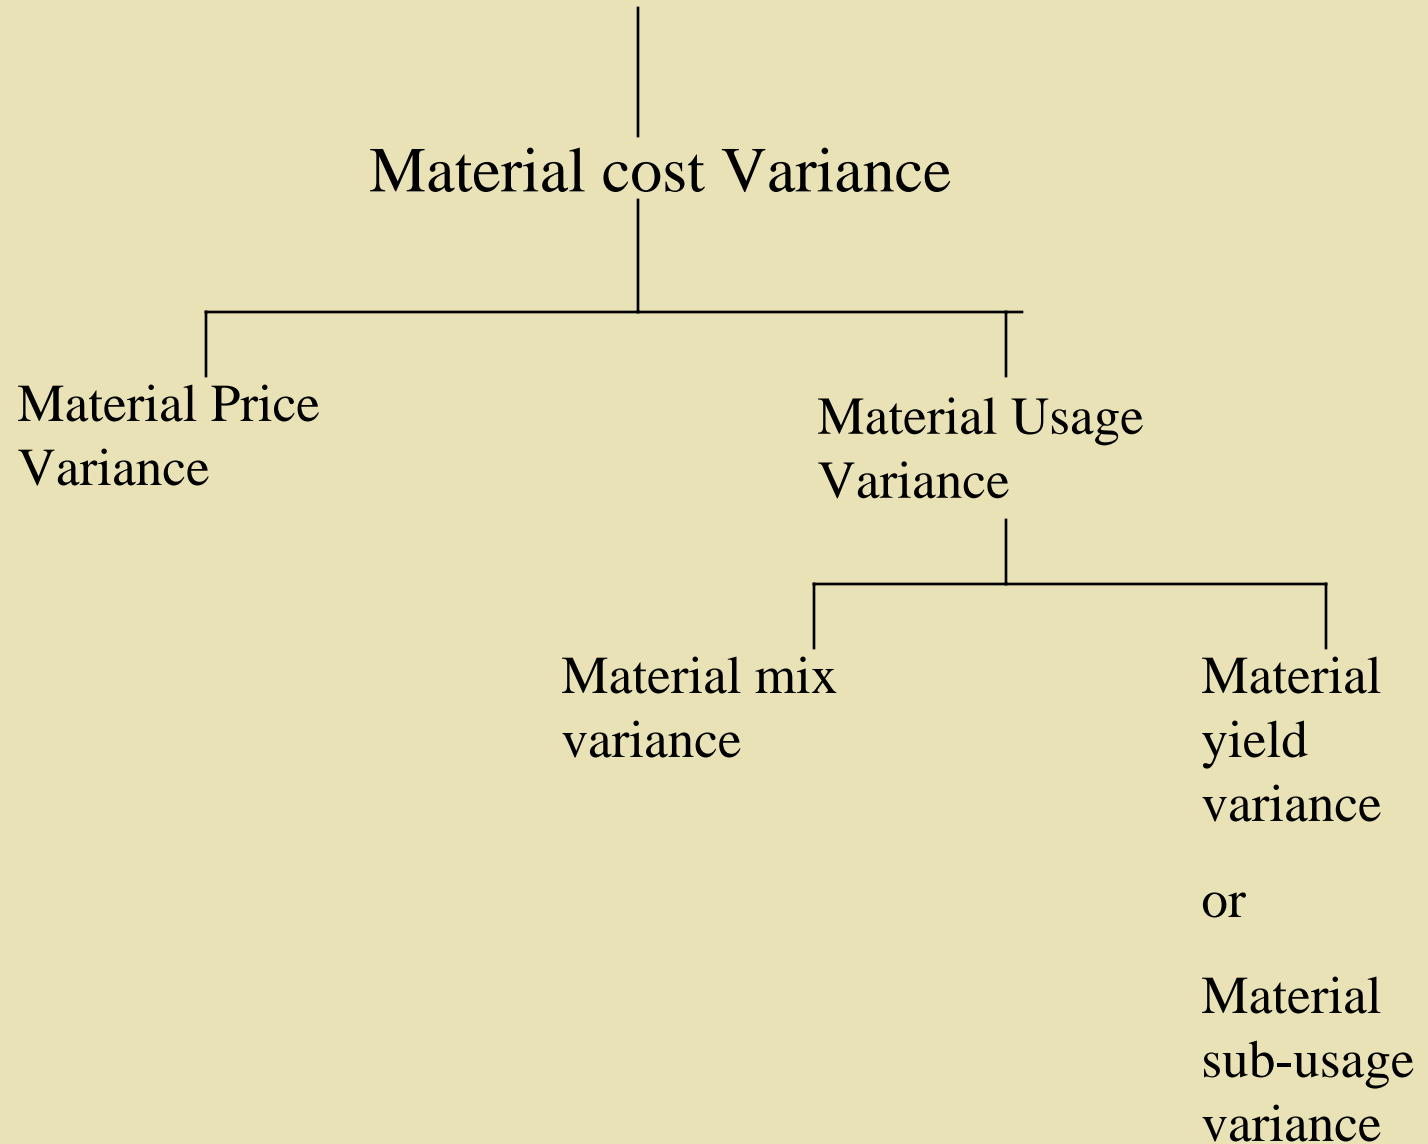 Material cost Variance
Material Price
Variance
Material Usage
Variance
Material mix
variance
Material
yield
variance
or
Material
sub-usage
variance